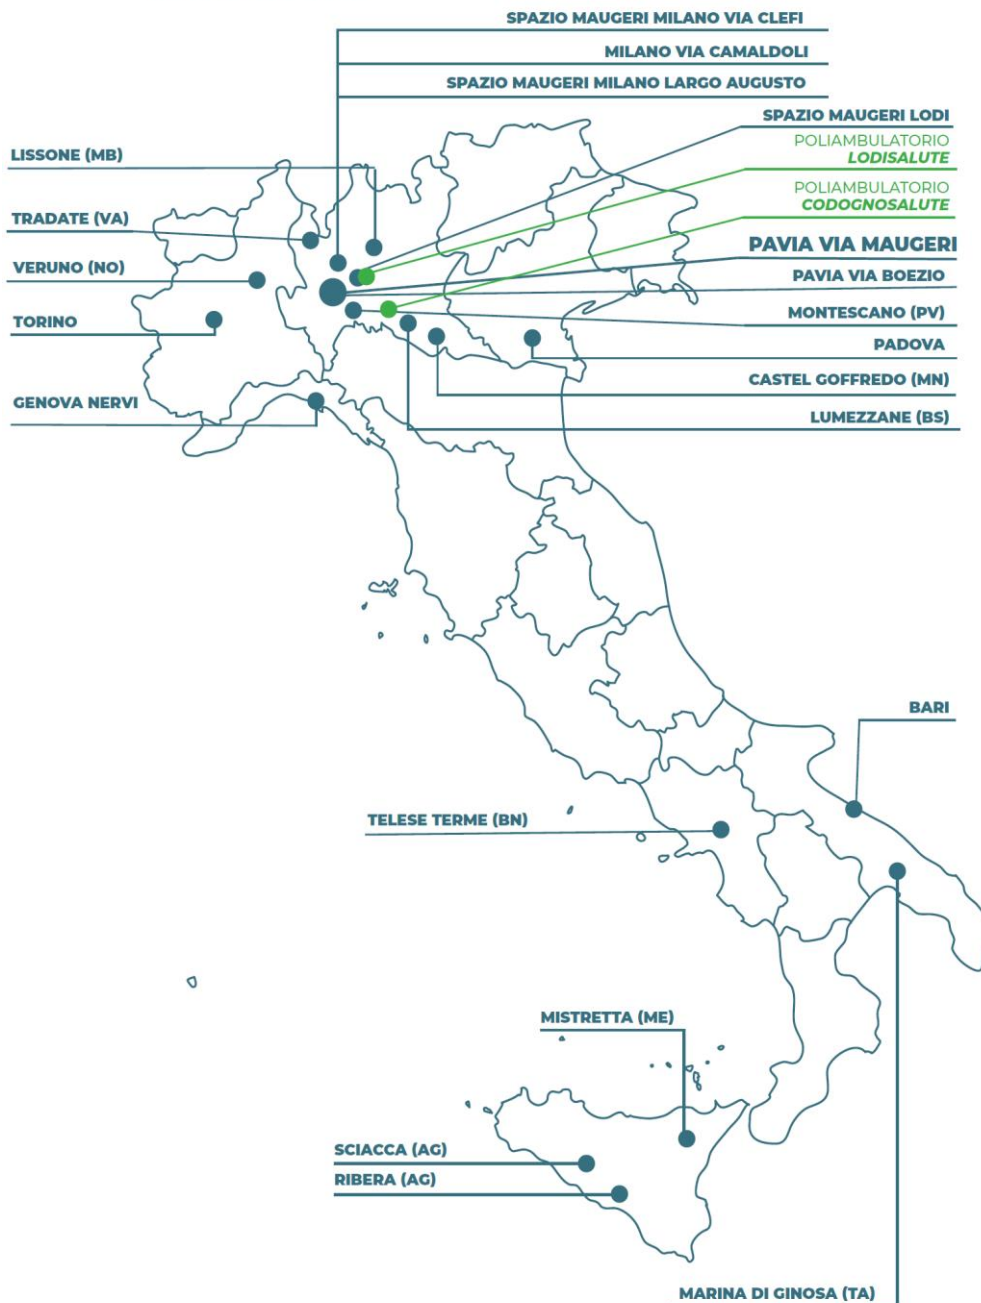 SPAZIO MAUGERI MILANO VIA CLEFI
MILANO VIA CAMALDOLI
SPAZIO MAUGERI MILANO LARGO AUGUSTO
SPAZIO MAUGERI LODI
POLIAMBULATORIO
LODISALUTE
POLIAMBULATORIO
CODOGNOSALUTE
PAVIA VIA MAUGERI
PAVIA VIA BOEZIO
MONTESCANO (PV)
PADOVA
CASTEL GOFFREDO (MN)
LUMEZZANE (BS)
LISSONE (MB)
TRADATE (VA)
VERUNO (NO)
TORINO
GENOVA NERVI
BARI
TELESE TERME (BN)
MISTRETTA (ME)
SCIACCA (AG)
RIBERA (AG)
MARINA DI GINOSA (TA)